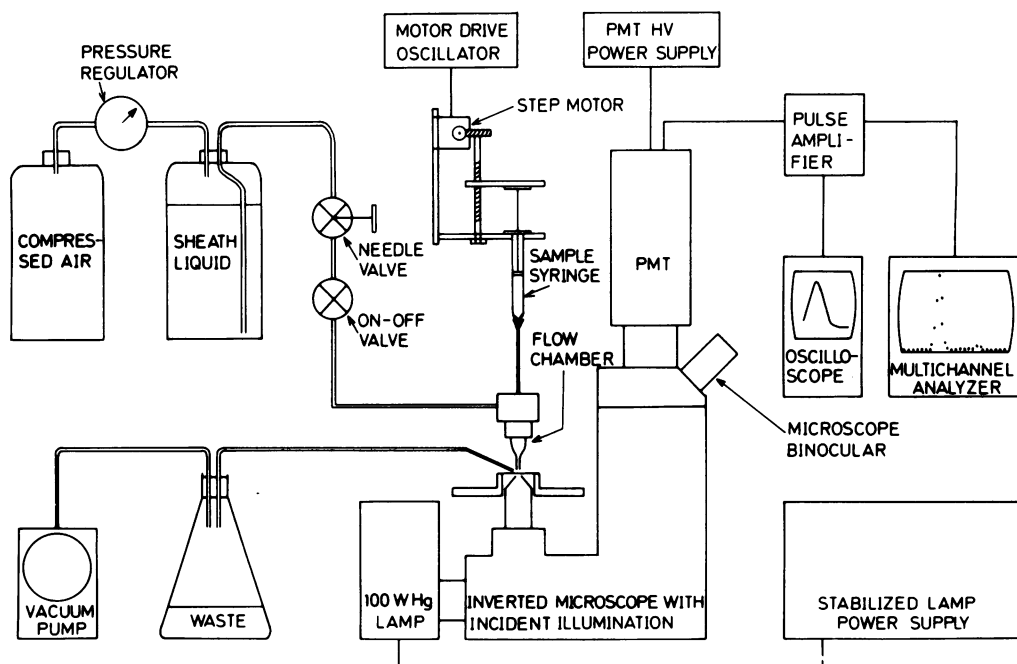 MOTOR DRIVE
OSCILLATOR
PMT HV
POWER SUPPLY
PRESSURE
REGULATOR
STEP MOTOR
PULSE
AMPLI-
FIER
COMPRES-
SED AIR
SHEATH
LIQUID
NEEDLE
VALVE
SAMPLE
SYRINGE
PMT
ON-OFF
VALVE
FLOW
CHAMBER
OSCILLO-
SCOPE
MULTICHANNEL
ANALYZER
MICROSCOPE
BINOCULAR
VACUUM
PUMP
WASTE
100 W Hg
LAMP
INVERTED MICROSCOPE WITH
INCIDENT ILLUMINATION
STABILIZED LAMP
POWER SUPPLY